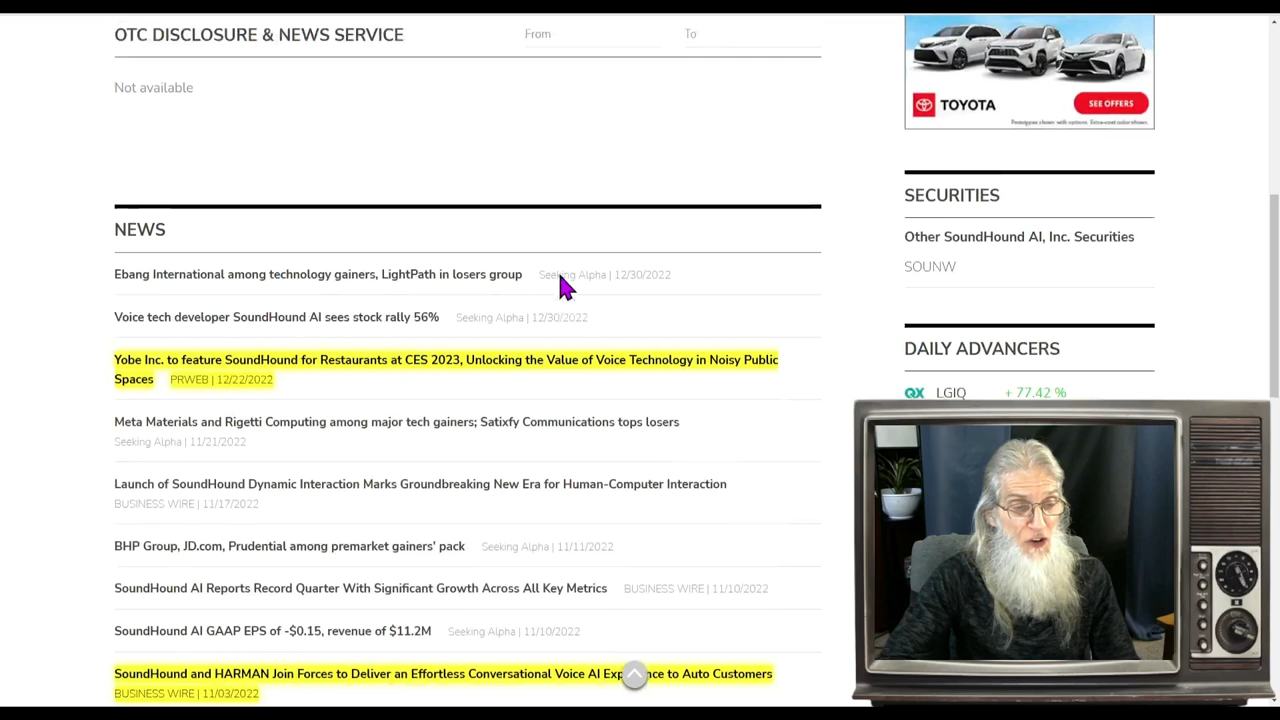 OTC DISCLOSURE & NEWS SERVICE
From
To
Not available
NEWS
Ebang International among technology gainers, LightPath in losers group Seeking Alpha | 12/30/2022
Voice tech developer SoundHound AI sees stock rally 56% Seeking Alpha | 12/30/2022
Yobe Inc. to feature SoundHound for Restaurants at CES 2023, Unlocking the Value of Voice Technology in Noisy Public
Spaces PRWEB | 12/22/2022
Meta Materials and Rigetti Computing among major tech gainers; Satixfy Communications tops losers
Seeking Alpha | 11/21/2022
Launch of SoundHound Dynamic Interaction Marks Groundbreaking New Era for Human-Computer Interaction
BUSINESS WIRE | 11/17/2022
BHP Group, JD.com, Prudential among premarket gainers' pack Seeking Alpha | 11/11/2022
SoundHound AI Reports Record Quarter With Significant Growth Across All Key Metrics BUSINESS WIRE | 11/10/2022
SoundHound AI GAAP EPS of -$0.15, revenue of $11.2M Seeking Alpha | 11/10/2022
SoundHound and HARMAN Join Forces to Deliver an Effortless Conversational Voice AI Experience to Auto Customers
BUSINESS WIRE | 11/03/2022
TOYOTA
SEE OFFERS
Prototypes shown with options. Extra-cost color shown.
SECURITIES
Other SoundHound AI, Inc. Securities
SOUNW
DAILY ADVANCERS
QX LGIQ + 77.42 %